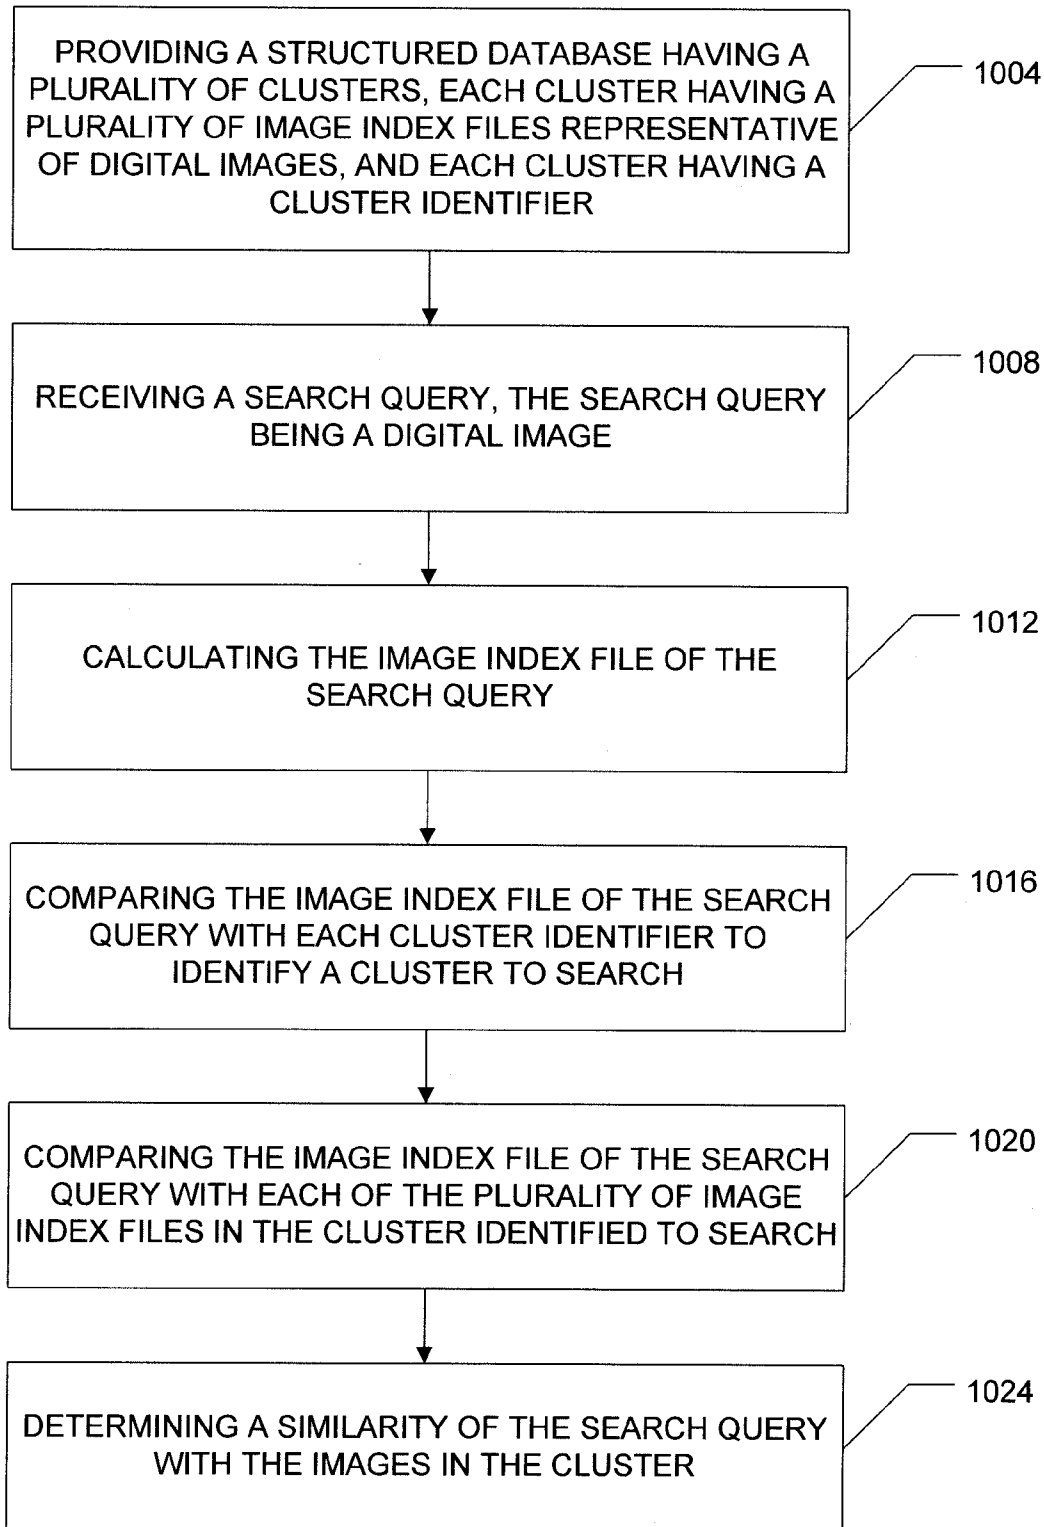 PROVIDING A STRUCTURED DATABASE HAVING A
PLURALITY OF CLUSTERS, EACH CLUSTER HAVING A
PLURALITY OF IMAGE INDEX FILES REPRESENTATIVE
OF DIGITAL IMAGES, AND EACH CLUSTER HAVING A
CLUSTER IDENTIFIER
1004
RECEIVING A SEARCH QUERY, THE SEARCH QUERY
BEING A DIGITAL IMAGE
1008
CALCULATING THE IMAGE INDEX FILE OF THE
SEARCH QUERY
1012
COMPARING THE IMAGE INDEX FILE OF THE SEARCH
QUERY WITH EACH CLUSTER IDENTIFIER TO
IDENTIFY A CLUSTER TO SEARCH
1016
COMPARING THE IMAGE INDEX FILE OF THE SEARCH
QUERY WITH EACH OF THE PLURALITY OF IMAGE
INDEX FILES IN THE CLUSTER IDENTIFIED TO SEARCH
1020
DETERMINING A SIMILARITY OF THE SEARCH QUERY
WITH THE IMAGES IN THE CLUSTER
1024